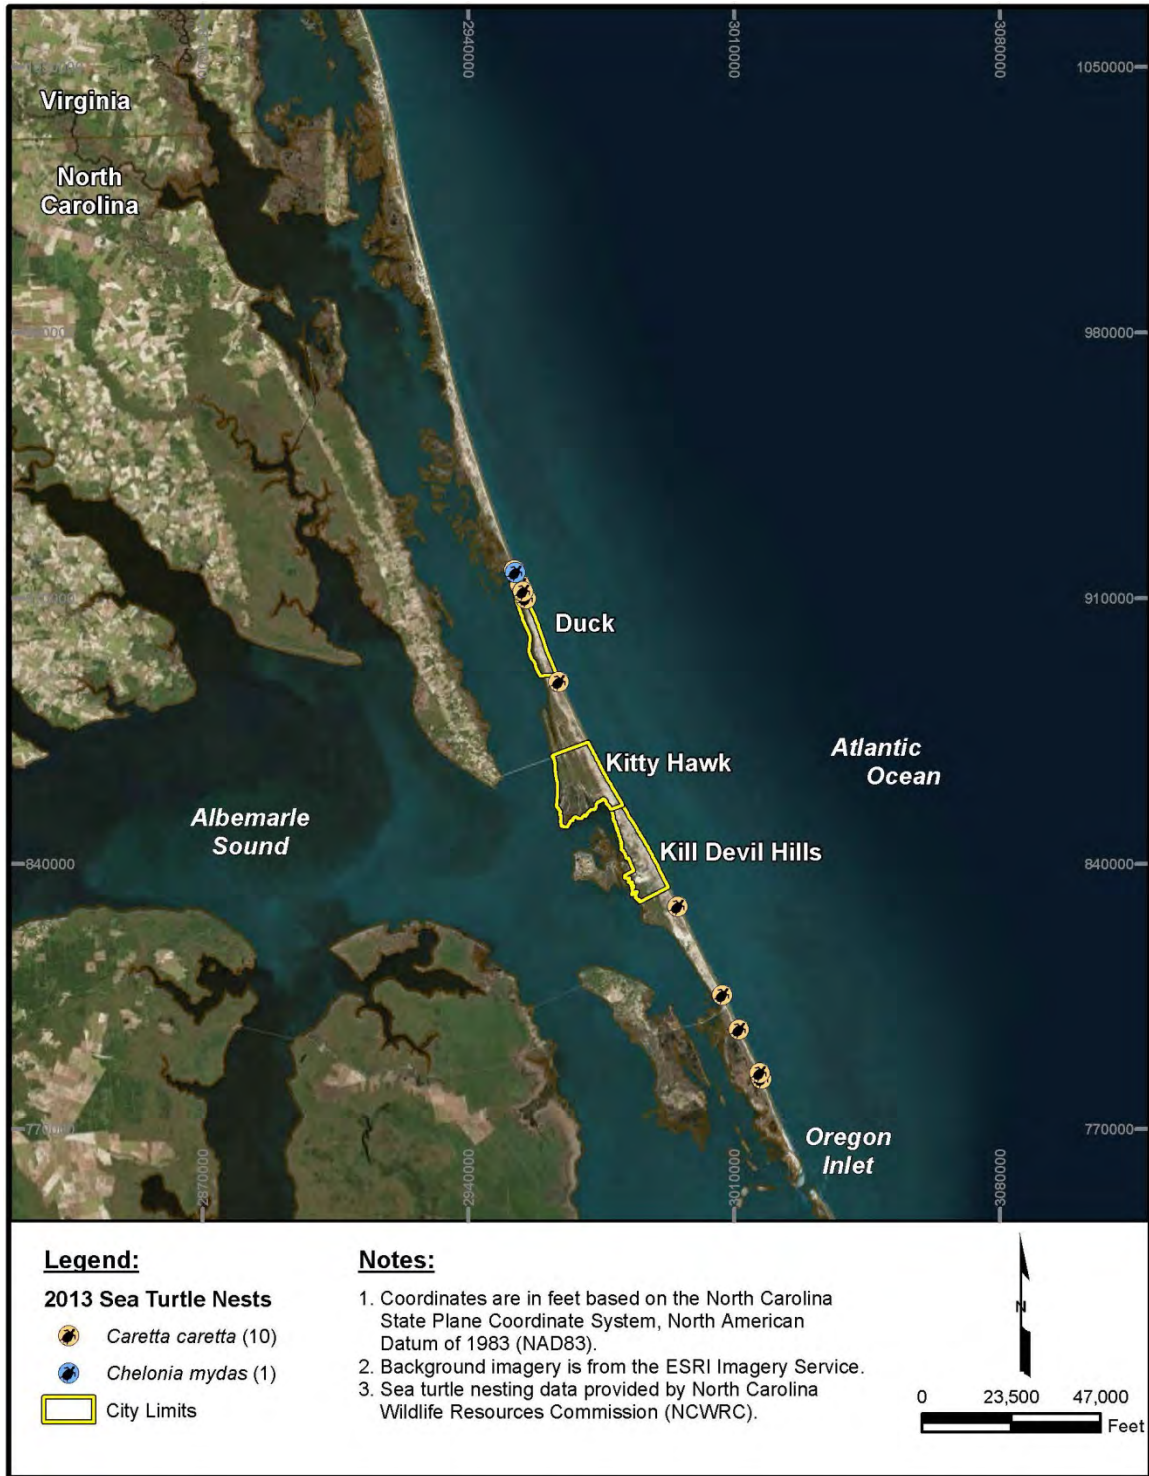 2940000
3010000
3080000
1050000
Virginia
North
Carolina
980000
910000
Duck
Kitty Hawk
Atlantic
Ocean
Albemarle
Sound
Kill Devil Hills
840000
840000
770000
770000
Oregon
Inlet
2870000
2940000
3010000
3080000
Legend:
2013 Sea Turtle Nests
Caretta caretta (10)
Chelonia mydas (1)
City Limits
Notes:
1. Coordinates are in feet based on the North Carolina
State Plane Coordinate System, North American
Datum of 1983 (NAD83).
2. Background imagery is from the ESRI Imagery Service.
3. Sea turtle nesting data provided by North Carolina
Wildlife Resources Commission (NCWRC).
N
0 23,500 47,000
Feet